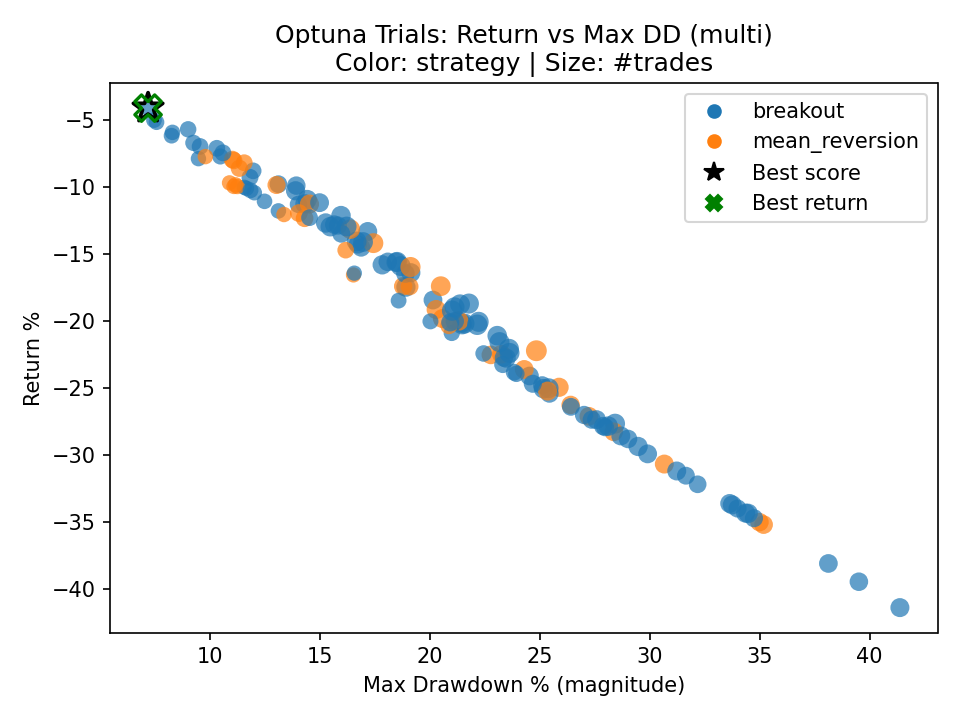 Optuna Trials: Return vs Max DD (multi)
Color: strategy | Size: #trades
breakout
mean_reversion
Best score
Best return
Return %
−5
−10
−15
−20
−25
−30
−35
−40
10 15 20 25 30 35 40
Max Drawdown % (magnitude)